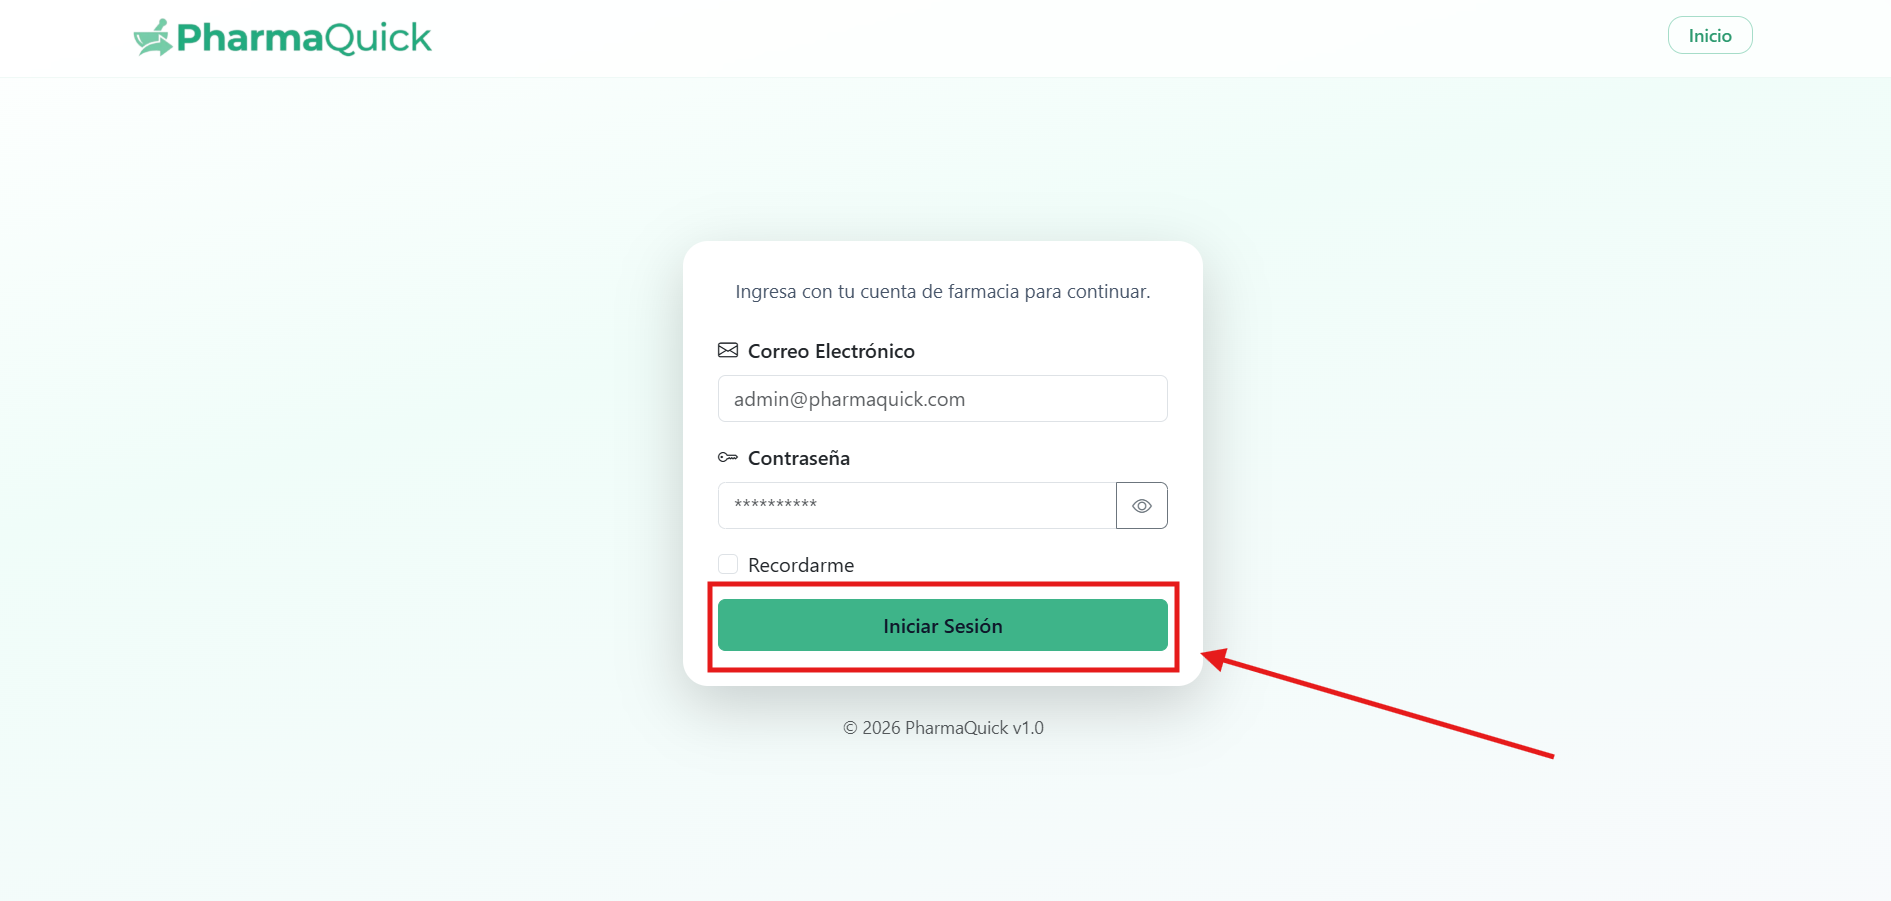 PharmaQuick
Inicio
Ingresa con tu cuenta de farmacia para continuar.
Correo Electrónico
admin@pharmaquick.com
Contraseña
**********
Recordarme
Iniciar Sesión
© 2026 PharmaQuick v1.0